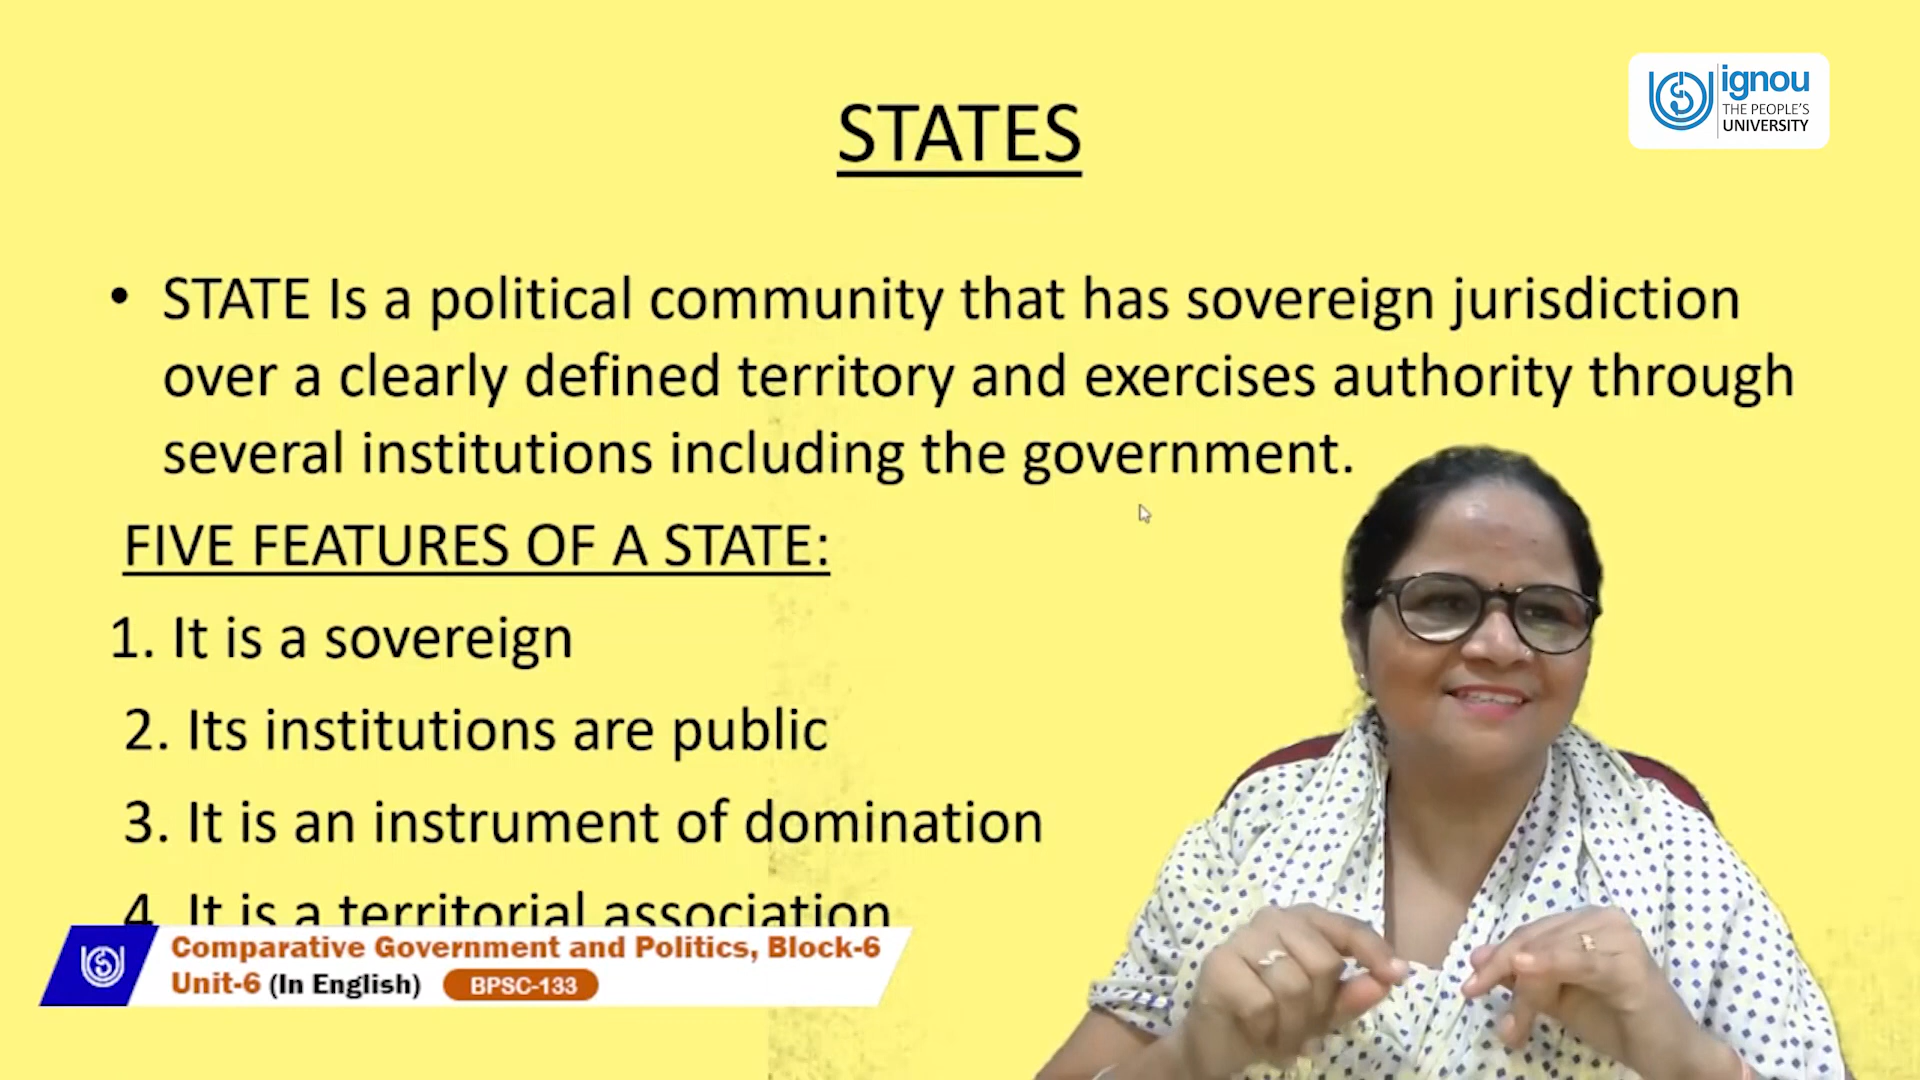 ignou
THE PEOPLE'S
UNIVERSITY
STATES
• STATE Is a political community that has sovereign jurisdiction
over a clearly defined territory and exercises authority through
several institutions including the government.
FIVE FEATURES OF A STATE:
1. It is a sovereign
2. Its institutions are public
3. It is an instrument of domination
4. It is a territorial association
Comparative Government and Politics, Block-6
Unit-6 (In English) BPSC-133